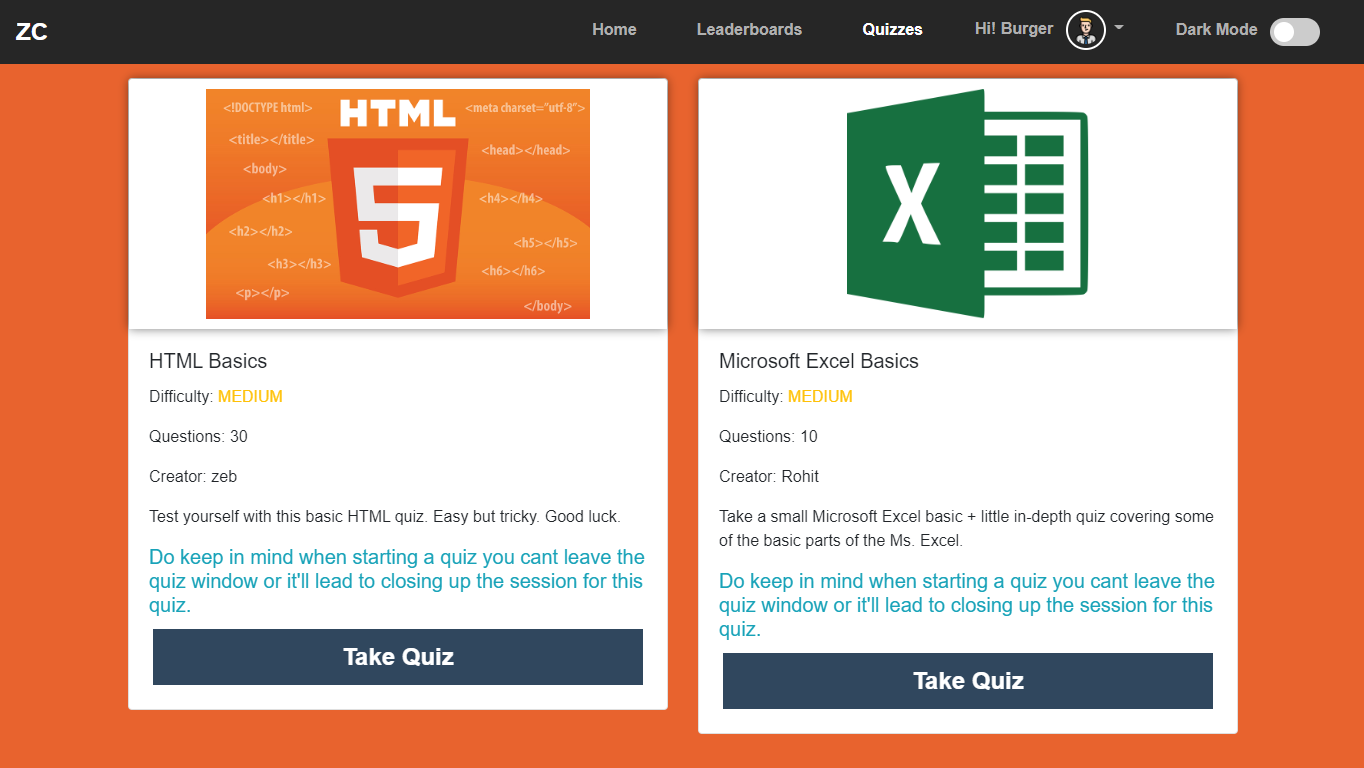 ZC
Home
Leaderboards
Quizzes
Hi! Burger
Dark Mode
<!DOCTYPE html>
HTML
<meta charset="utf-8">
<title></title>
<head></head>
<body>
<h1></h1>
<h4></h4>
<h2></h2>
<h5></h5>
<h3></h3>
<h6></h6>
<p></p>
</body>
5
HTML Basics
Difficulty: MEDIUM
Questions: 30
Creator: zeb
Test yourself with this basic HTML quiz. Easy but tricky. Good luck.
Do keep in mind when starting a quiz you cant leave the
quiz window or it'll lead to closing up the session for this
quiz.
Take Quiz
X
Microsoft Excel Basics
Difficulty: MEDIUM
Questions: 10
Creator: Rohit
Take a small Microsoft Excel basic + little in-depth quiz covering some
of the basic parts of the Ms. Excel.
Do keep in mind when starting a quiz you cant leave the
quiz window or it'll lead to closing up the session for this
quiz.
Take Quiz